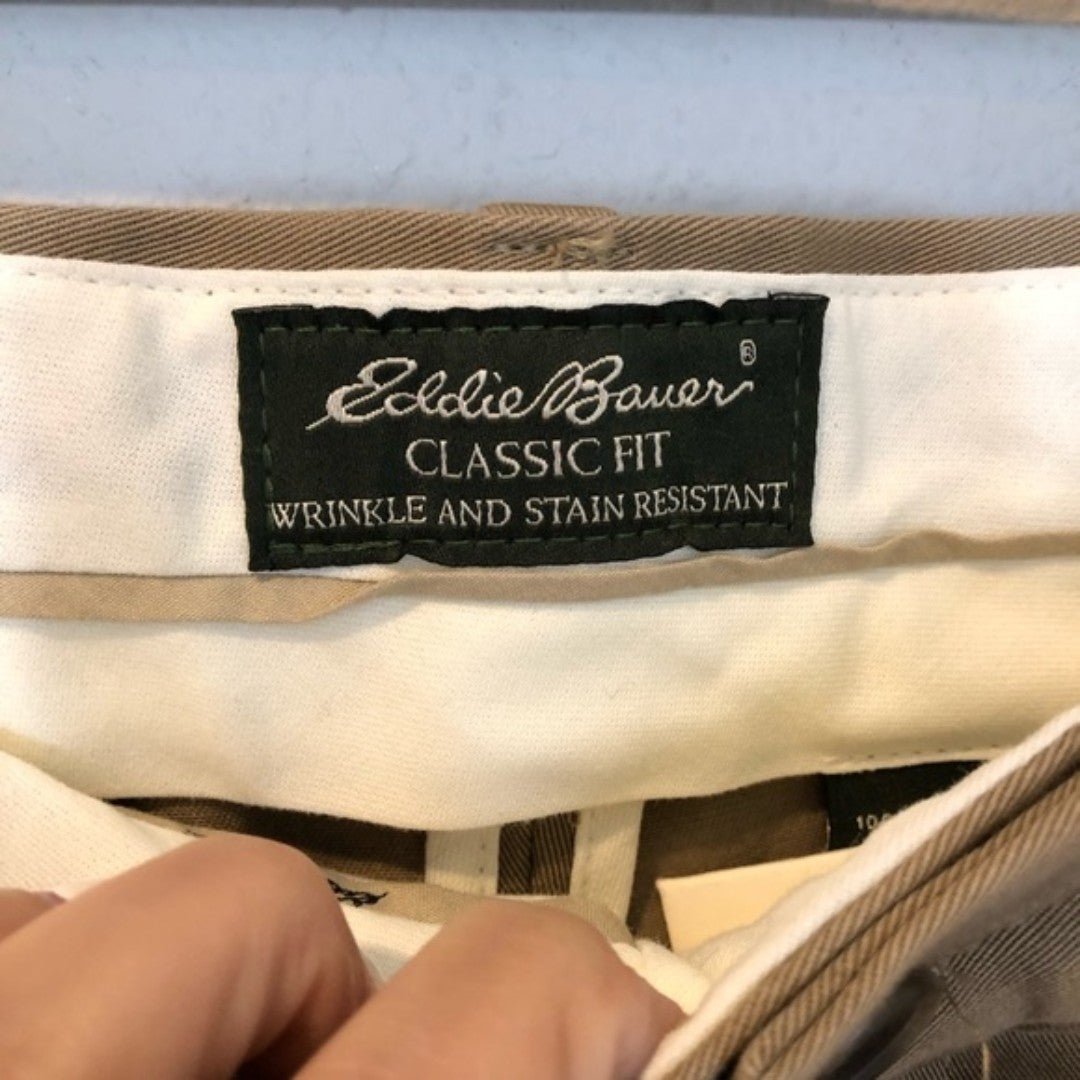 Eddie Bauer®
CLASSIC FIT
WRINKLE AND STAIN RESISTANT